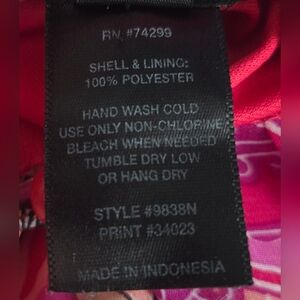 RN #74299
SHELL & LINING:
100% POLYESTER
HAND WASH COLD
USE ONLY NON-CHLORINE
BLEACH WHEN NEEDED
TUMBLE DRY LOW
OR HANG DRY
STYLE #9838N
PRINT #34023
MADE IN INDONESIA